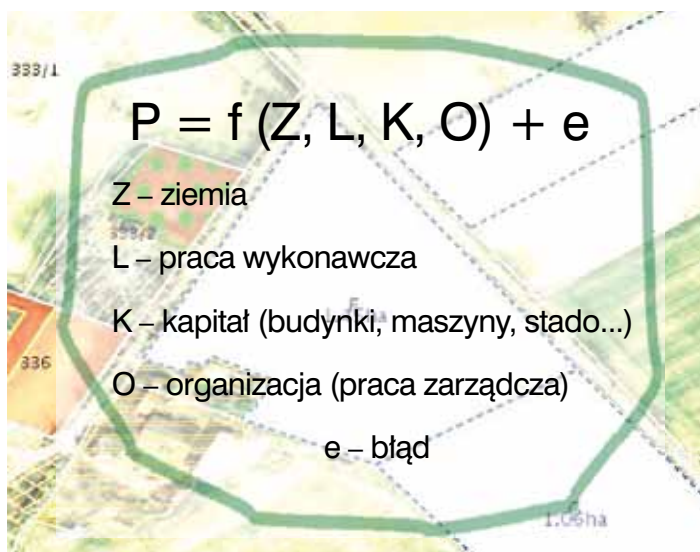 333/1
P = f (Z, L, K, O) + e
Z – ziemia
L – praca wykonawcza
K – kapitał (budynki, maszyny, stado...)
336
O – organizacja (praca zarządcza)
e – błąd
1.06ha